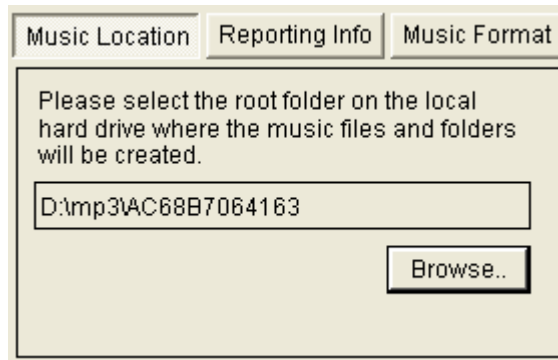 Music Location Reporting Info Music Format
Please select the root folder on the local
hard drive where the music files and folders
will be created.
D:\mp3\AC68B7064163
Browse..